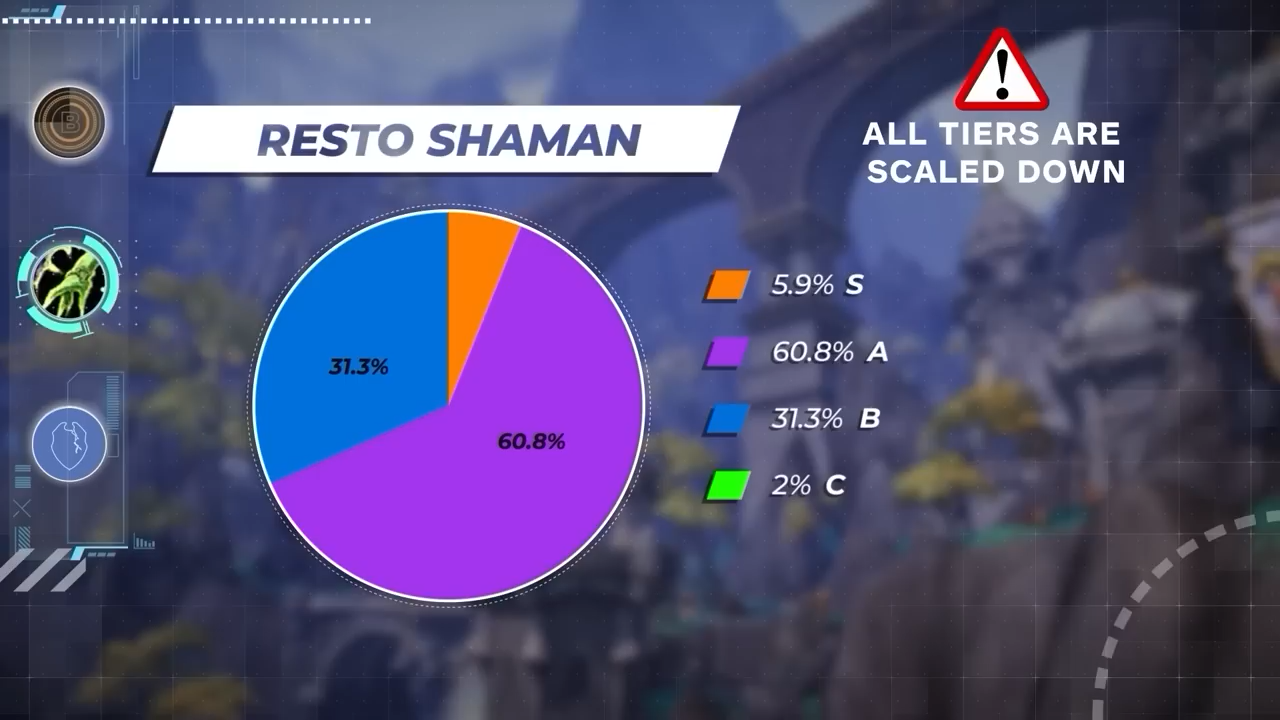 B
RESTO SHAMAN
ALL TIERS ARE
SCALED DOWN
31.3%
60.8%
5.9% S
60.8% A
31.3% B
2% C